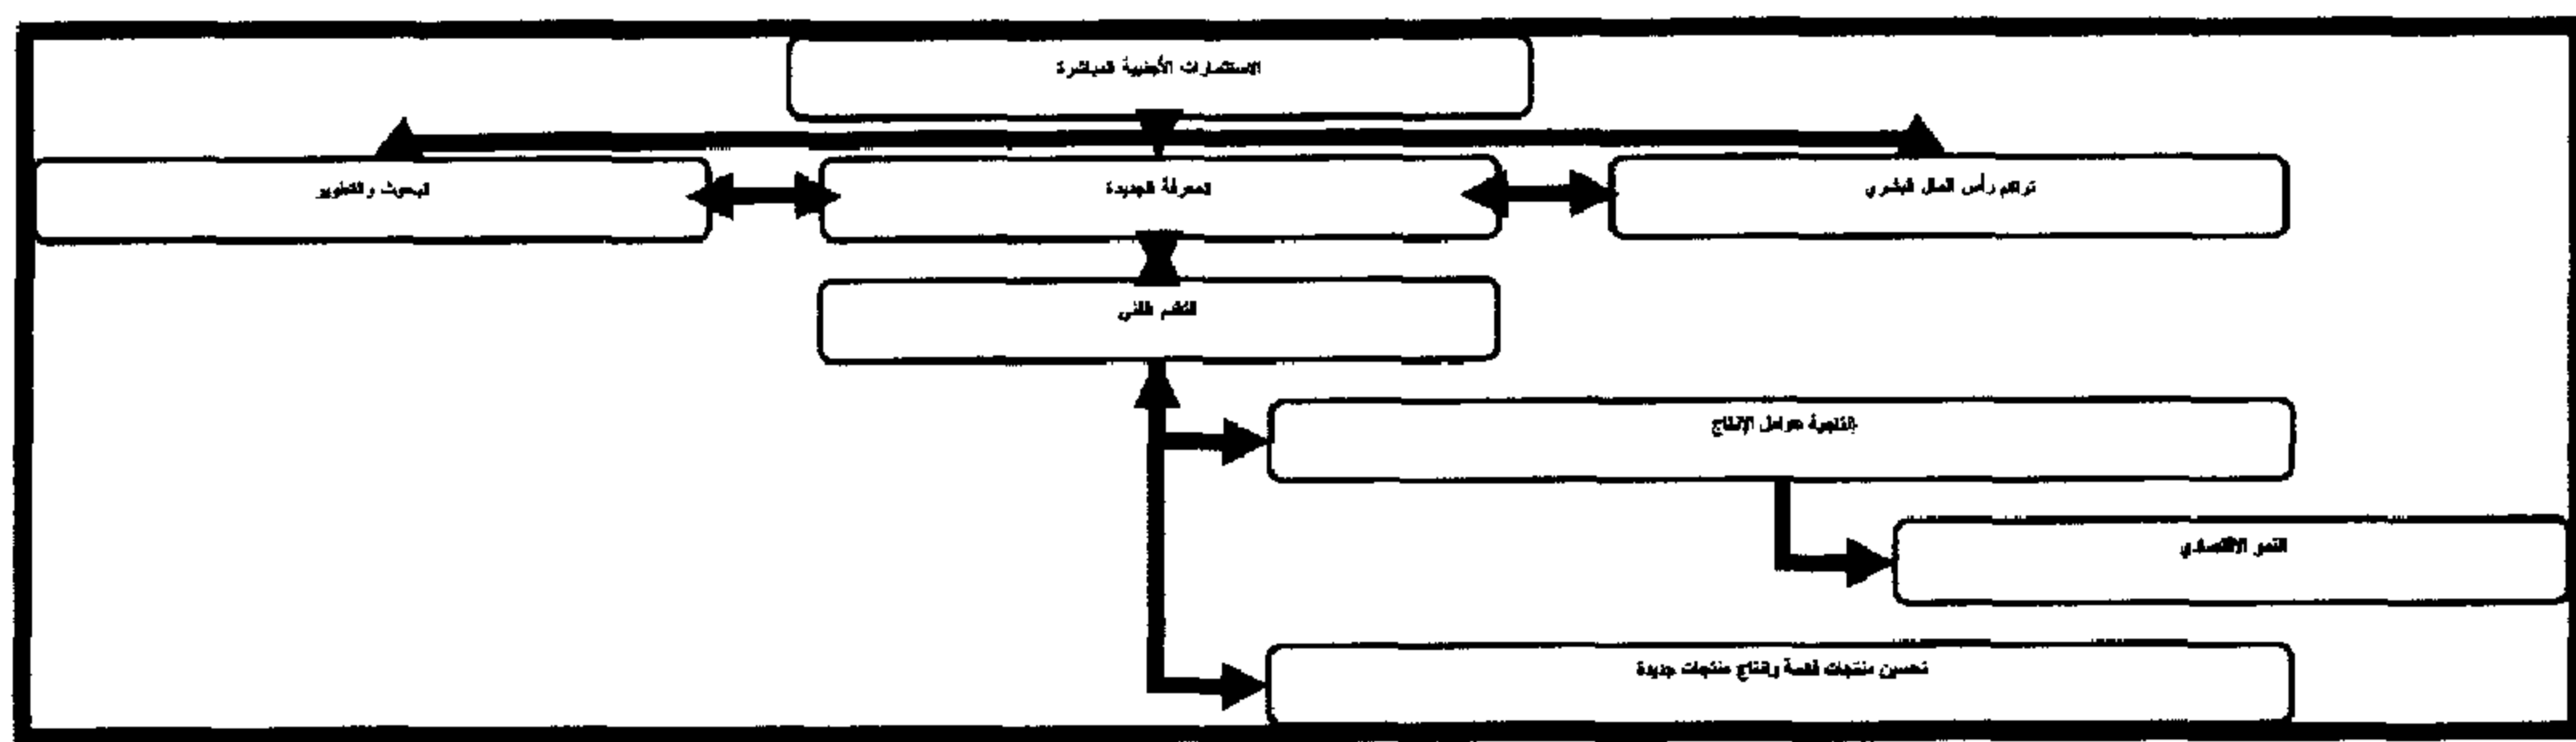 الاستثمارات الأجنبية المباشرة
تراكم رأس المال البشري
المعرفة الجديدة
البحوث والتطوير
التقدم الفني
إنتاجية عوامل الإنتاج
النمو الاقتصادي
تحسين منتجات قائمة وإنتاج منتجات جديدة